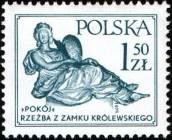 POLSKA
1 50
ZŁ
»POKÓJ«
RZEŹBA Z ZAMKU KRÓLEWSKIEGO